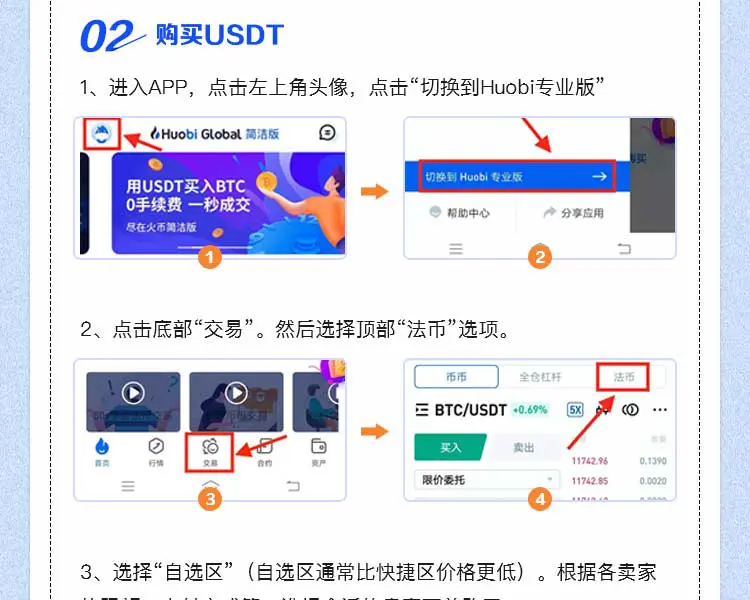 02 购买USDT
1、进入APP，点击左上角头像，点击“切换到Huobi专业版”
Huobi Global 简洁版
用USDT买入BTC
0手续费 一秒成交
尽在火币简洁版
1
切换到 Huobi 专业版
帮助中心
分享应用
2
2、点击底部“交易”。然后选择顶部“法币”选项。
首页
行情
交易
合约
资产
3
币币
全仓杠杆
法币
BTC/USDT +0.69%
5X
买入
卖出
限价委托
11742.96 0.1390
11742.85 0.0020
4
3、选择“自选区”（自选区通常比快捷区价格更低）。根据各卖家